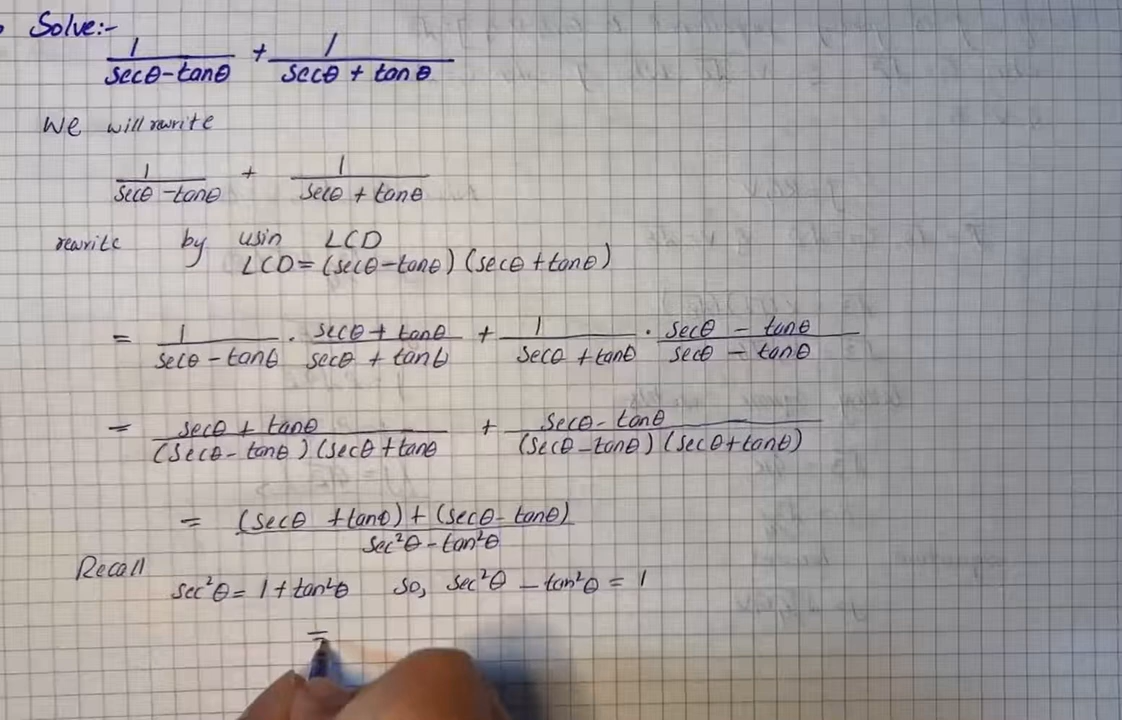 Solve:-
1/(secθ-tanθ) + 1/(secθ + tanθ)
We will rewrite
1/(secθ -tanθ) + 1/(secθ + tanθ)
rewrite by usin LCD
LCD=(secθ-tanθ)(secθ+tanθ)
= 1/(secθ - tanθ) · (secθ + tanθ)/(secθ + tanθ) + 1/(secθ + tanθ) · (secθ - tanθ)/(secθ - tanθ)
= (secθ + tanθ)/((secθ- tanθ)(secθ+tanθ) + (secθ- tanθ)/((secθ-tanθ)(secθ+tanθ))
= ((secθ +tanθ)+(secθ- tanθ))/(sec²θ-tan²θ)
Recall
sec²θ= 1+tan²θ so, sec²θ -tan²θ = 1
=